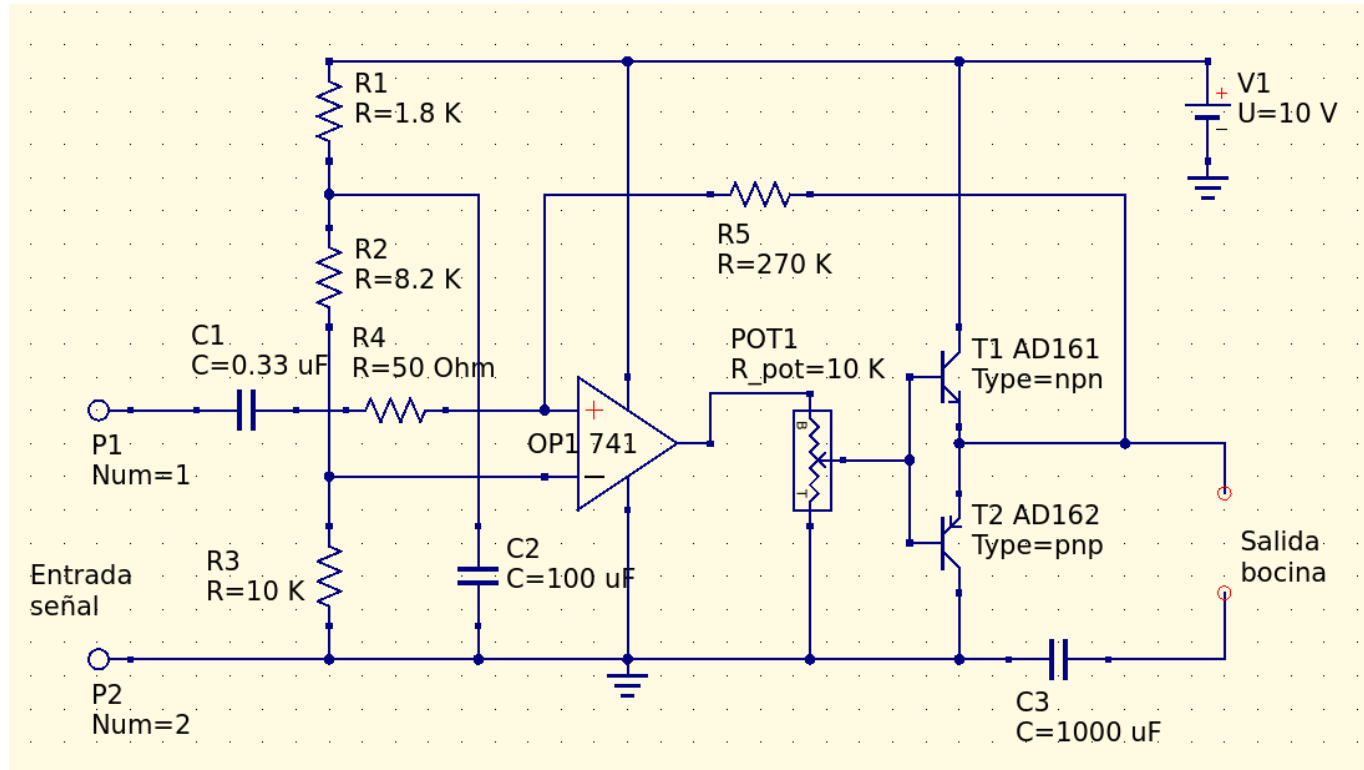 R1
R=1.8 K
V1
U=10 V
+
−
R2
R=8.2 K
R5
R=270 K
C1
C=0.33 uF
R4
R=50 Ohm
POT1
R_pot=10 K
T1 AD161
Type=npn
P1
Num=1
+
OP1 741
−
B
T
R3
R=10 K
C2
C=100 uF
T2 AD162
Type=pnp
Entrada
señal
Salida
bocina
P2
Num=2
C3
C=1000 uF